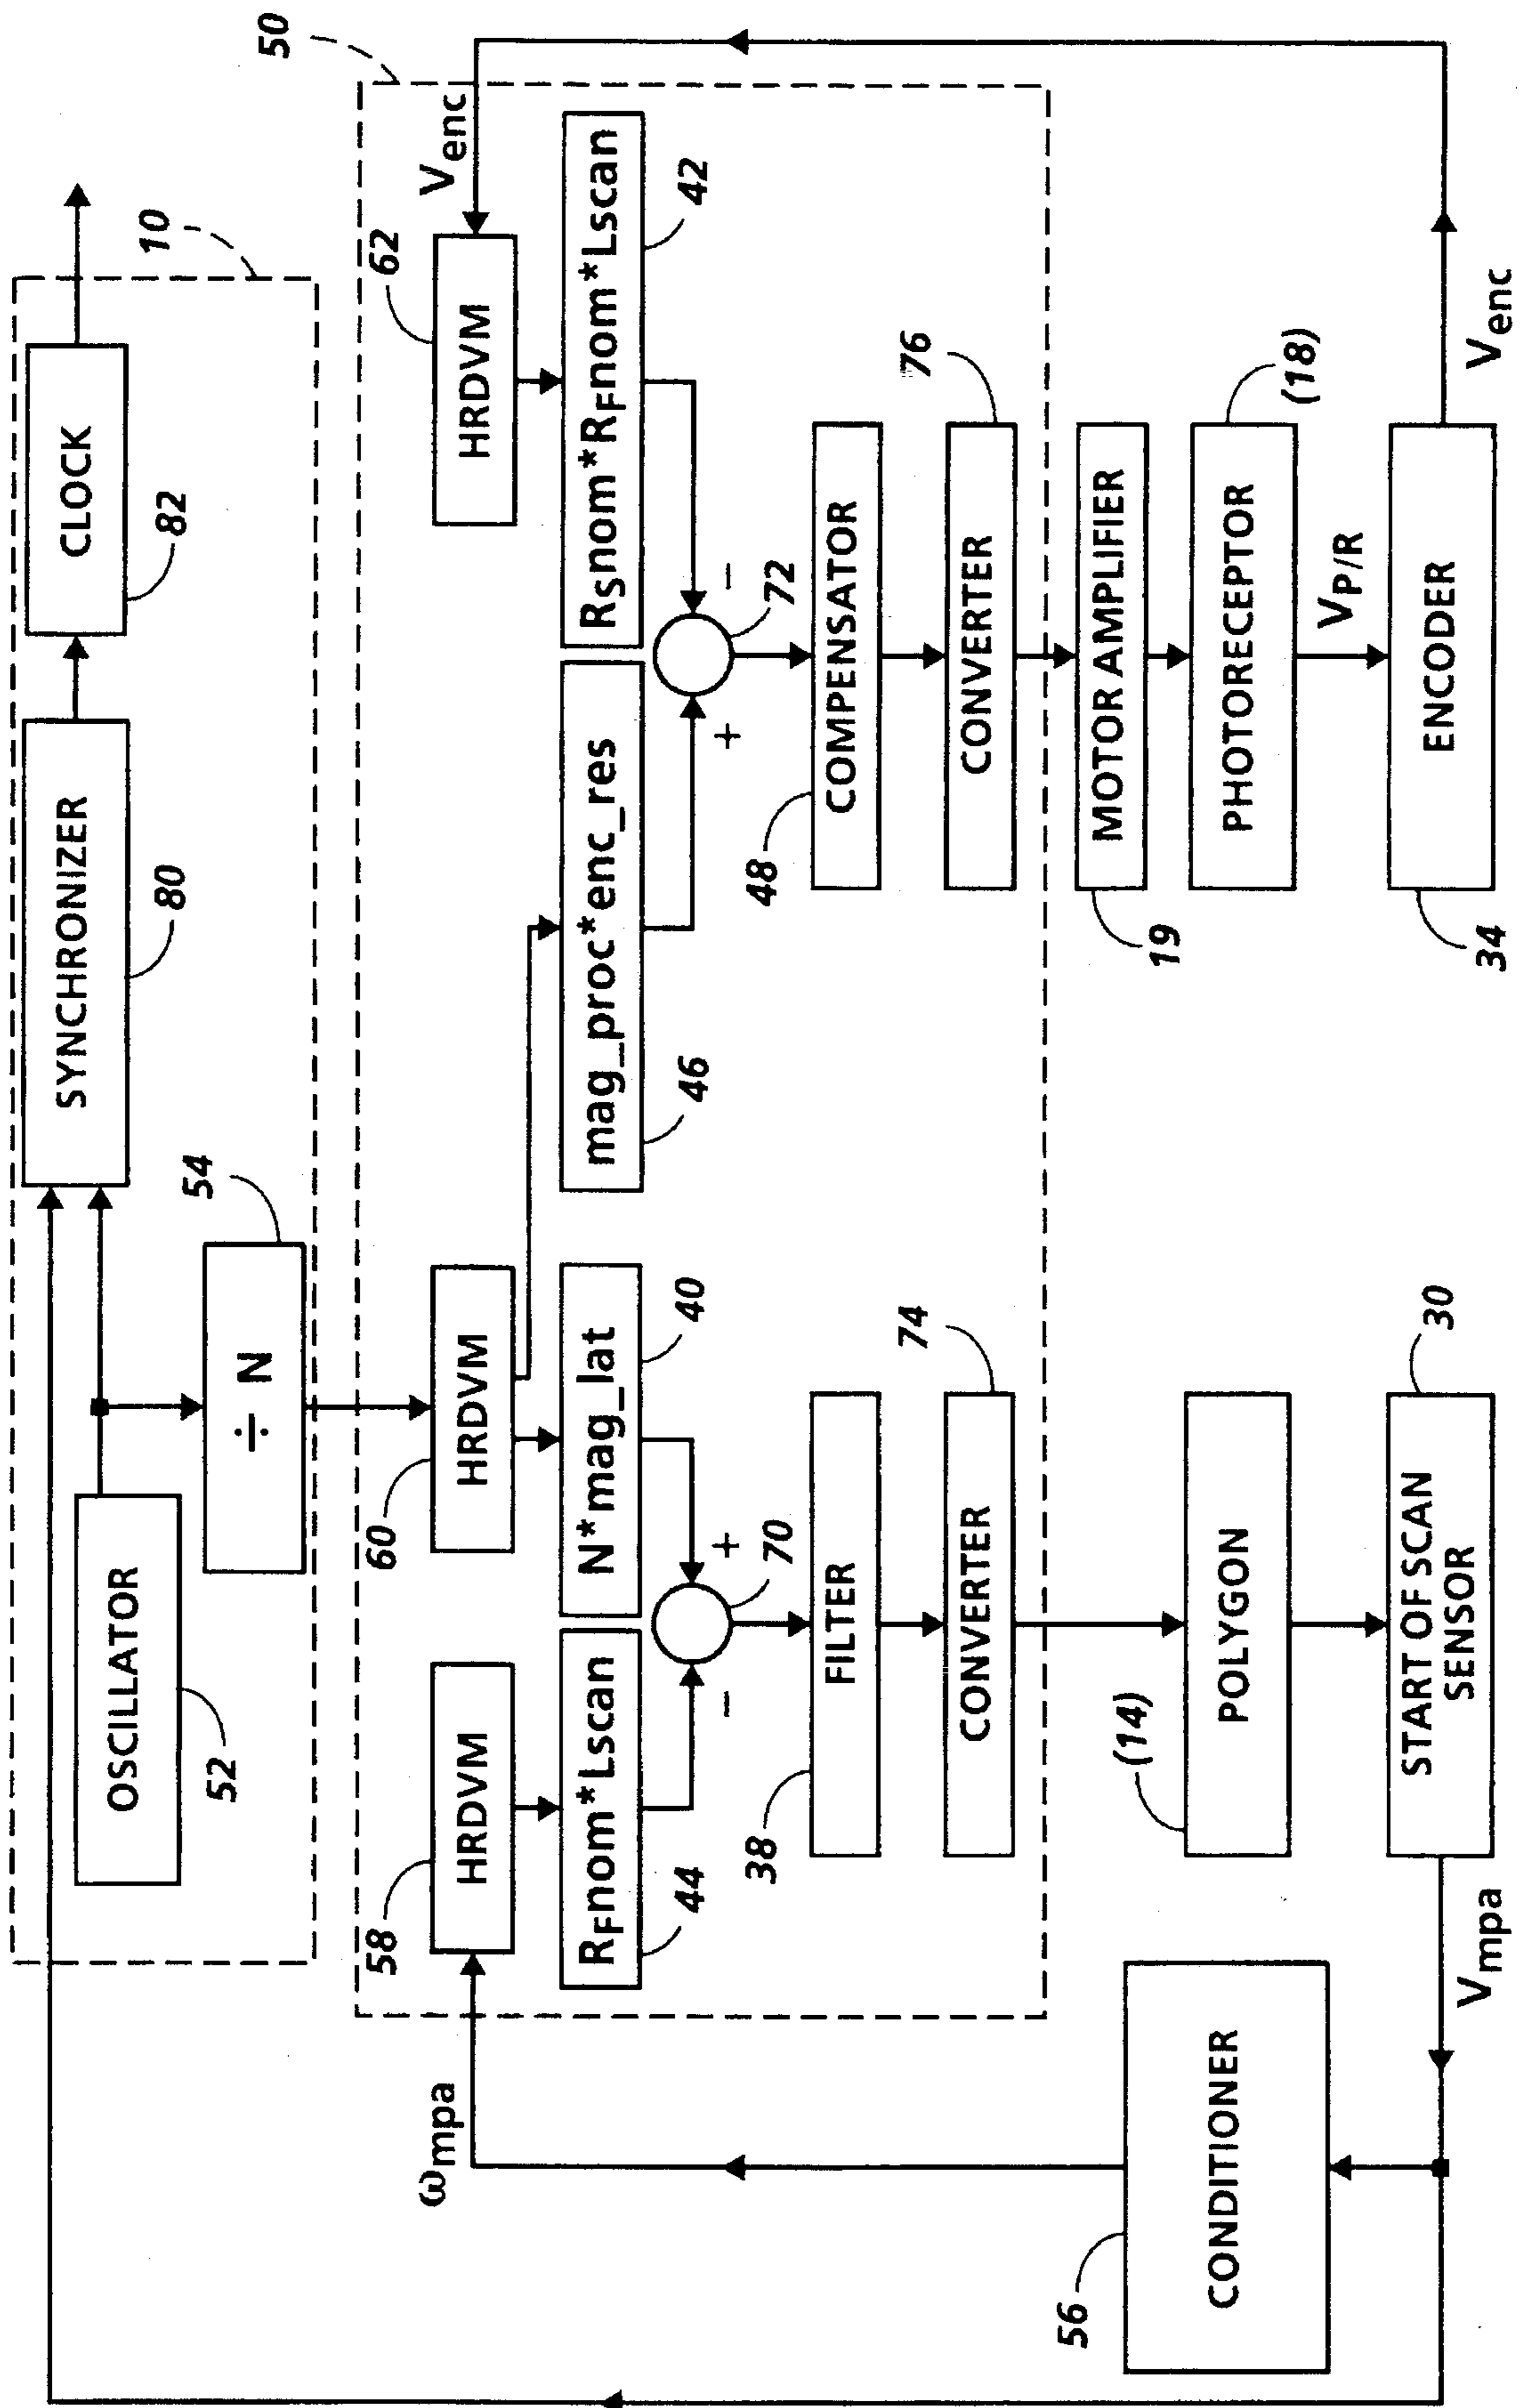 OSCILLATOR
52
÷ N
54
SYNCHRONIZER
80
CLOCK
82
10
50
ωmpa
58
HRDVM
60
HRDVM
62
HRDVM
Venc
RFnom*Lscan
44
N*mag_lat
40
mag_proc*enc_res
46
RSnom*RFnom*Lscan
42
−
+
70
+
−
72
38
FILTER
CONVERTER
74
48
COMPENSATOR
CONVERTER
76
56
CONDITIONER
(14)
POLYGON
START OF SCAN
SENSOR
30
Vmpa
19
MOTOR AMPLIFIER
PHOTORECEPTOR
(18)
VP/R
34
ENCODER
Venc